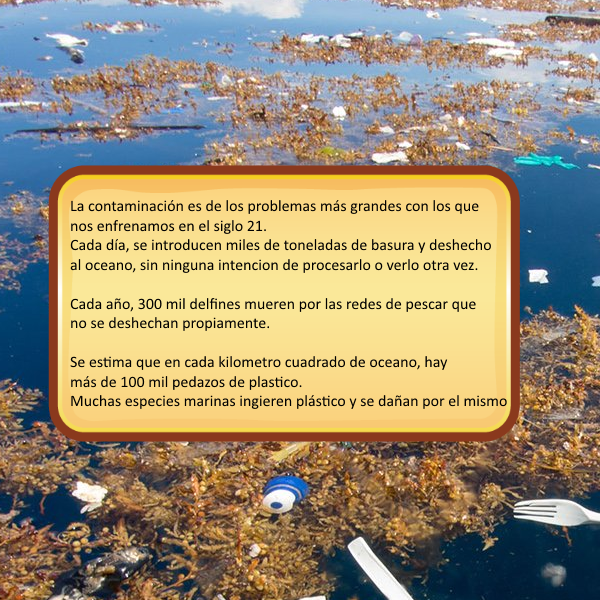 La contaminación es de los problemas más grandes con los que
nos enfrenamos en el siglo 21.
Cada día, se introducen miles de toneladas de basura y deshecho
al oceano, sin ninguna intencion de procesarlo o verlo otra vez.
Cada año, 300 mil delfines mueren por las redes de pescar que
no se deshechan propiamente.
Se estima que en cada kilometro cuadrado de oceano, hay
más de 100 mil pedazos de plastico.
Muchas especies marinas ingieren plástico y se dañan por el mismo